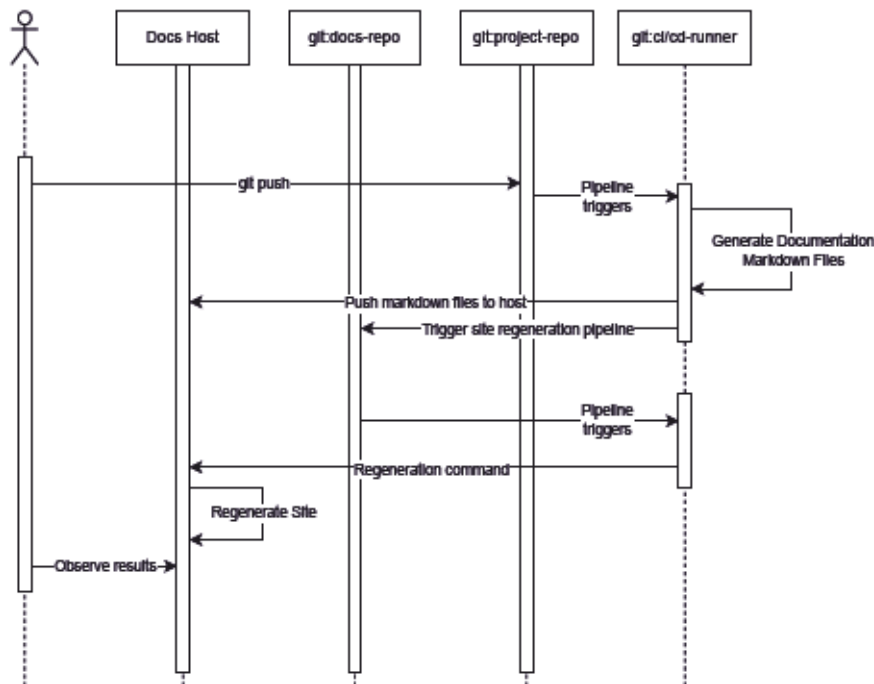 Docs Host
git:docs-repo
git:project-repo
git:ci/cd-runner
git push
Pipeline
triggers
Generate Documentation
Markdown Files
Push markdown files to host
Trigger site regeneration pipeline
Pipeline
triggers
Regeneration command
Regenerate Site
Observe results